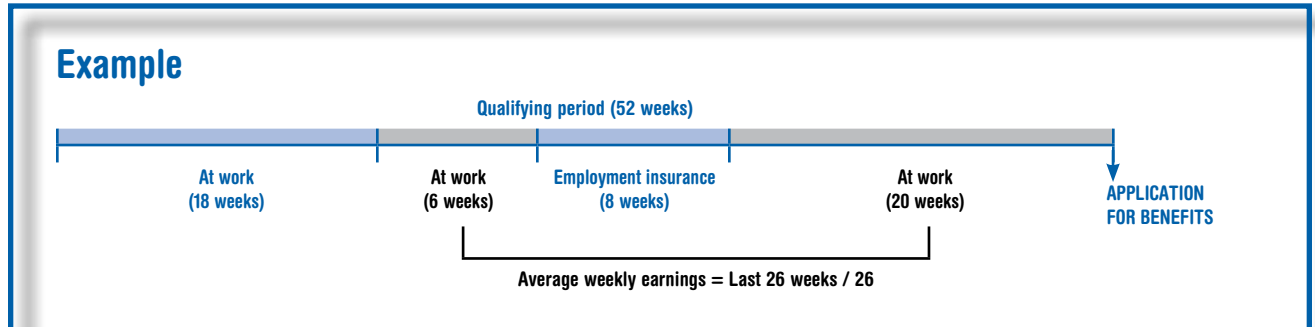 Example
Qualifying period (52 weeks)
At work
(18 weeks)
At work
(6 weeks)
Employment insurance
(8 weeks)
At work
(20 weeks)
APPLICATION
FOR BENEFITS
Average weekly earnings = Last 26 weeks / 26